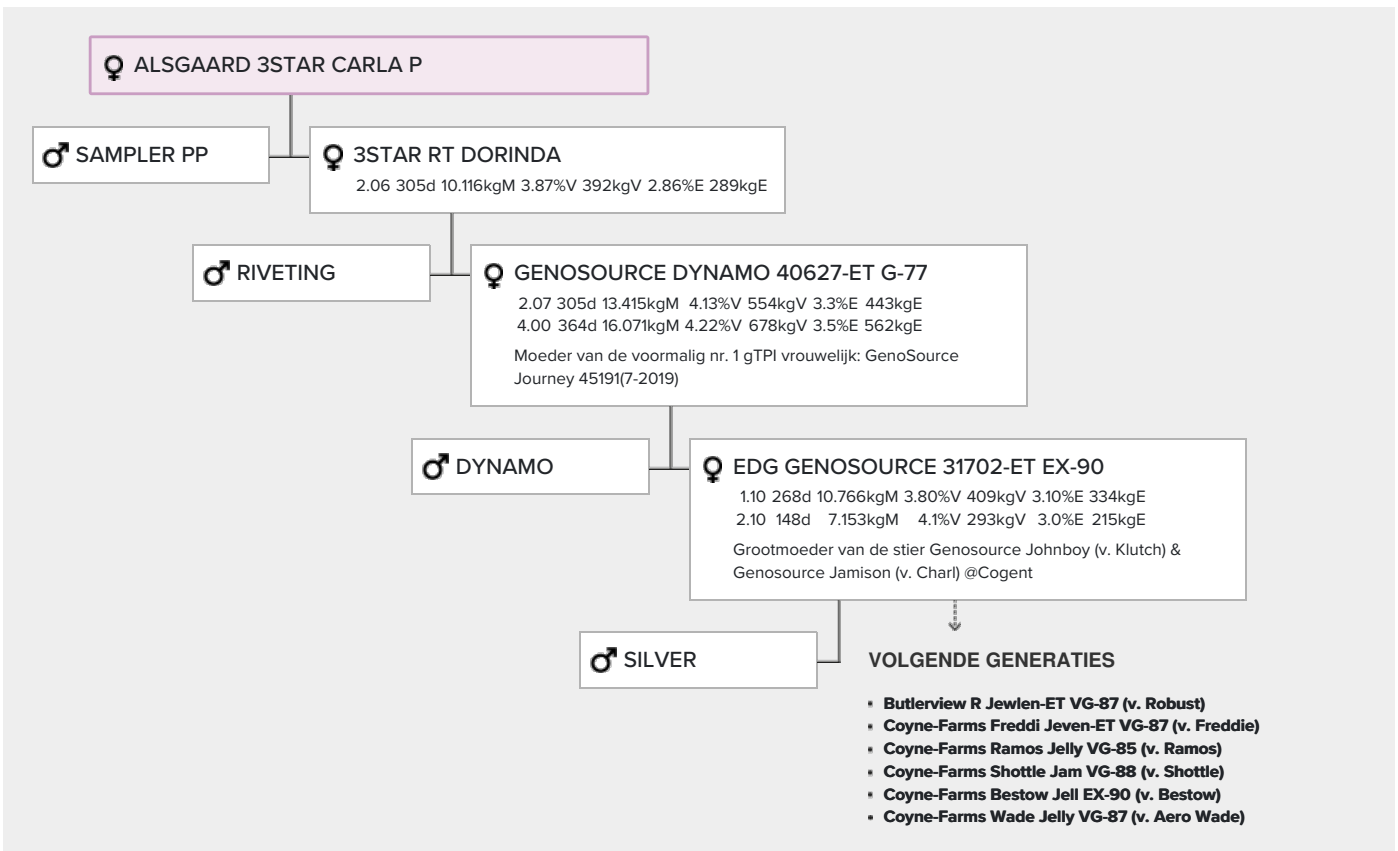 ALSGAARD 3STAR CARLA P
SAMPLER PP
3STAR RT DORINDA
2.06 305d 10.116kgM 3.87%V 392kgV 2.86%E 289kgE
RIVETING
GENOSOURCE DYNAMO 40627-ET G-77
2.07 305d 13.415kgM 4.13%V 554kgV 3.3%E 443kgE
4.00 364d 16.071kgM 4.22%V 678kgV 3.5%E 562kgE
Moeder van de voormalig nr. 1 gTPI vrouwelijk: GenoSource
Journey 45191(7-2019)
DYNAMO
EDG GENOSOURCE 31702-ET EX-90
1.10 268d 10.766kgM 3.80%V 409kgV 3.10%E 334kgE
2.10 148d 7.153kgM 4.1%V 293kgV 3.0%E 215kgE
Grootmoeder van de stier Genosource Johnboy (v. Klutch) &
Genosource Jamison (v. Charl) @Cogent
SILVER
VOLGENDE GENERATIES
▪ Butlerview R Jewlen-ET VG-87 (v. Robust)
▪ Coyne-Farms Freddi Jeven-ET VG-87 (v. Freddie)
▪ Coyne-Farms Ramos Jelly VG-85 (v. Ramos)
▪ Coyne-Farms Shottle Jam VG-88 (v. Shottle)
▪ Coyne-Farms Bestow Jell EX-90 (v. Bestow)
▪ Coyne-Farms Wade Jelly VG-87 (v. Aero Wade)